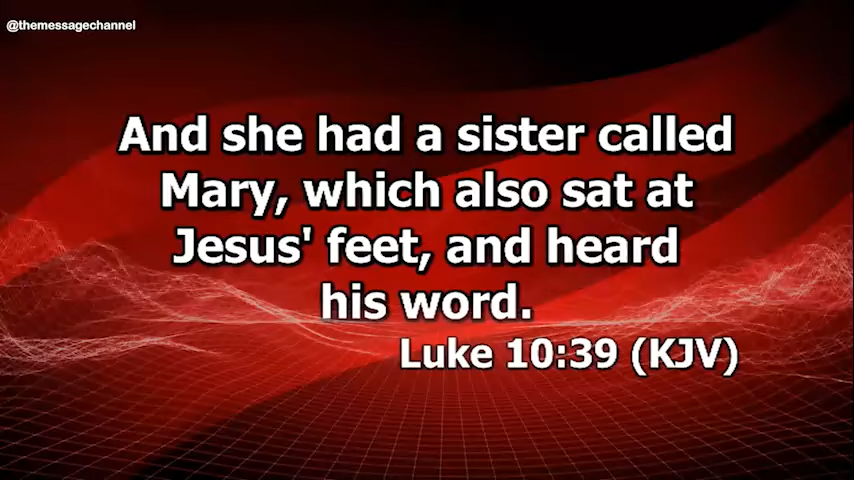 @themessagechannel
And she had a sister called
Mary, which also sat at
Jesus' feet, and heard
his word.
Luke 10:39 (KJV)